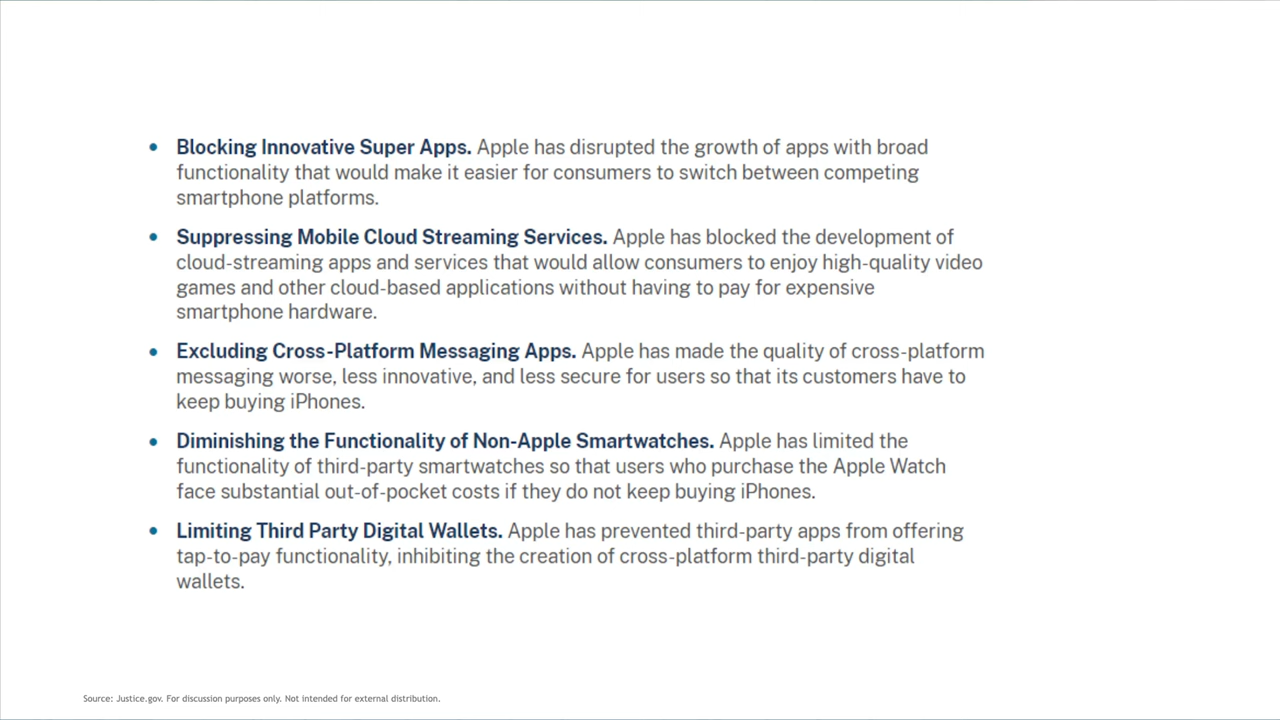 • Blocking Innovative Super Apps. Apple has disrupted the growth of apps with broad
functionality that would make it easier for consumers to switch between competing
smartphone platforms.
• Suppressing Mobile Cloud Streaming Services. Apple has blocked the development of
cloud-streaming apps and services that would allow consumers to enjoy high-quality video
games and other cloud-based applications without having to pay for expensive
smartphone hardware.
• Excluding Cross-Platform Messaging Apps. Apple has made the quality of cross-platform
messaging worse, less innovative, and less secure for users so that its customers have to
keep buying iPhones.
• Diminishing the Functionality of Non-Apple Smartwatches. Apple has limited the
functionality of third-party smartwatches so that users who purchase the Apple Watch
face substantial out-of-pocket costs if they do not keep buying iPhones.
• Limiting Third Party Digital Wallets. Apple has prevented third-party apps from offering
tap-to-pay functionality, inhibiting the creation of cross-platform third-party digital
wallets.
Source: Justice.gov. For discussion purposes only. Not intended for external distribution.